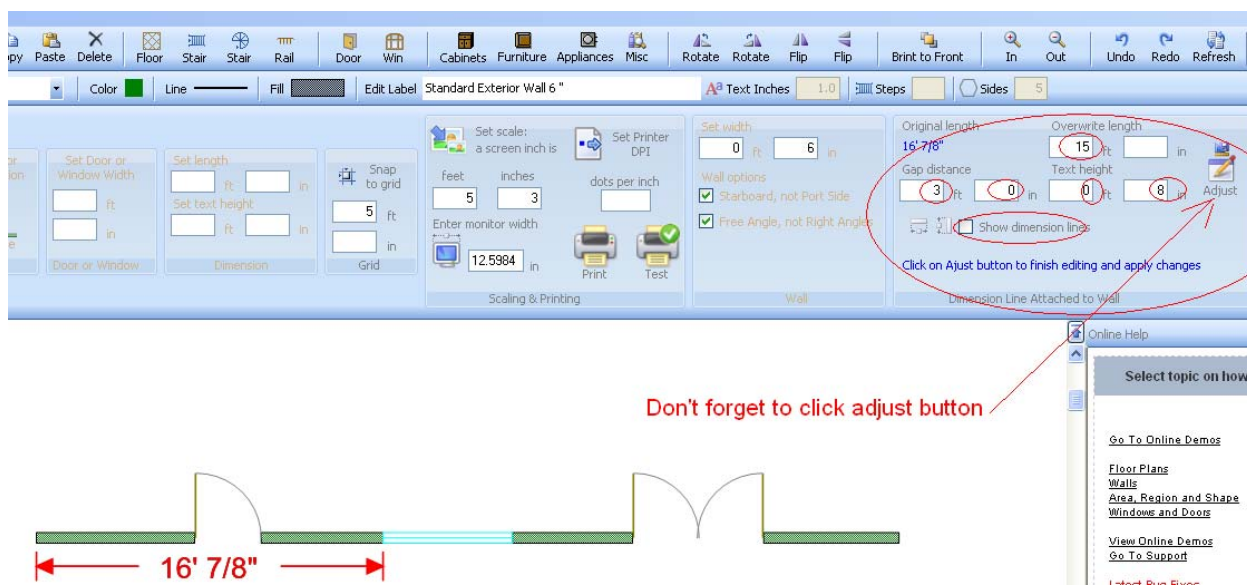 Paste Delete Floor Stair Stair Rail Door Win Cabinets Furniture Appliances Misc Rotate Rotate Flip Flip Brint to Front In Out Undo Redo Refresh
Color Line Fill Edit Label Standard Exterior Wall 6 " Aa Text Inches 1.0 Steps Sides 5
Set Door or
Window Width
ft
in
Door or Window
Set length
ft in
Set text height
ft in
Dimension
Snap
to grid
5 ft
in
Grid
Set scale:
a screen inch is
feet inches
5 3
Enter monitor width
12.5984 in
Set Printer
DPI
dots per inch
Print Test
Scaling & Printing
Set width
0 ft 6 in
Wall options
Starboard, not Port Side
Free Angle, not Right Angles
Wall
Original length Overwrite length
16' 7/8" 15 ft in
Gap distance Text height
3 ft 0 in 0 ft 8 in
Adjust
Show dimension lines
Click on Ajust button to finish editing and apply changes
Dimension Line Attached to Wall
Online Help
Select topic on how
Don't forget to click adjust button
Go To Online Demos
Floor Plans
Walls
Area, Region and Shape
Windows and Doors
View Online Demos
Go To Support
Latest Bug Fixes
16' 7/8"